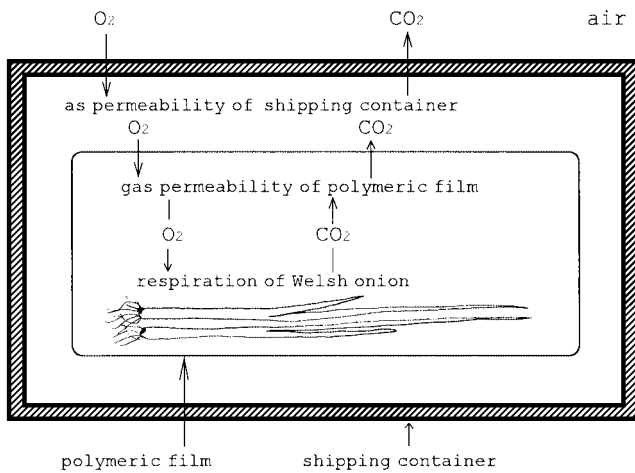 O₂ CO₂ air
as permeability of shipping container
O₂ CO₂
gas permeability of polymeric film
O₂ CO₂
respiration of Welsh onion
polymeric film shipping container